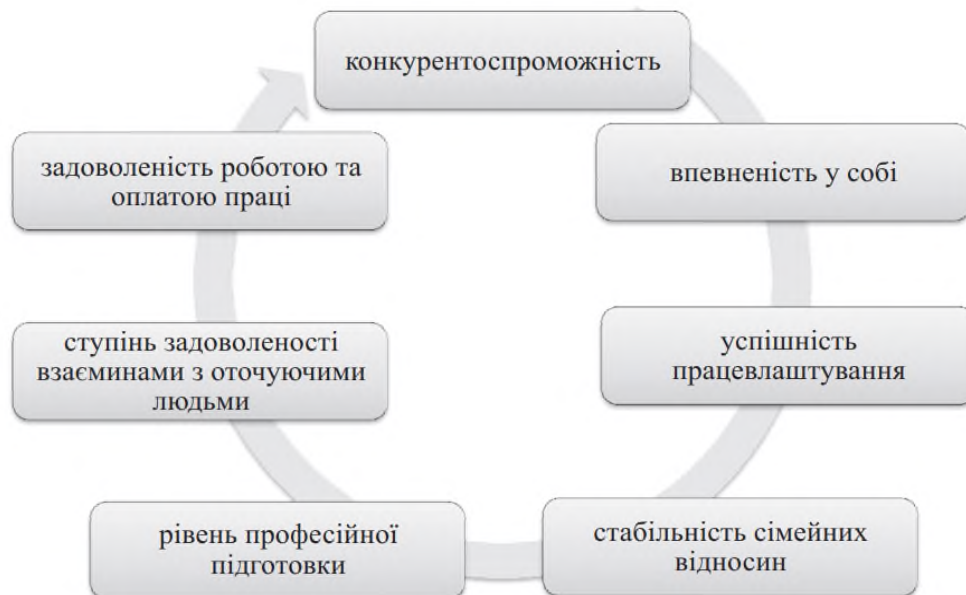 конкурентоспроможність
впевненість у собі
успішність
працевлаштування
стабільність сімейних
відносин
рівень професійної
підготовки
ступінь задоволеності
взаєминами з оточуючими
людьми
задоволеність роботою та
оплатою праці